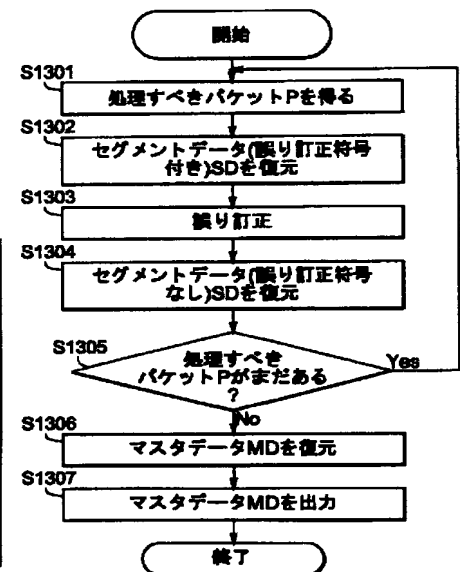 開始
S1301
処理すべきパケットPを得る
S1302
セグメントデータ(誤り訂正符号
付き)SDを復元
S1303
誤り訂正
S1304
セグメントデータ(誤り訂正符号
なし)SDを復元
S1305
処理すべき
パケットPがまだある
?
Yes
No
S1306
マスタデータMDを復元
S1307
マスタデータMDを出力
終了